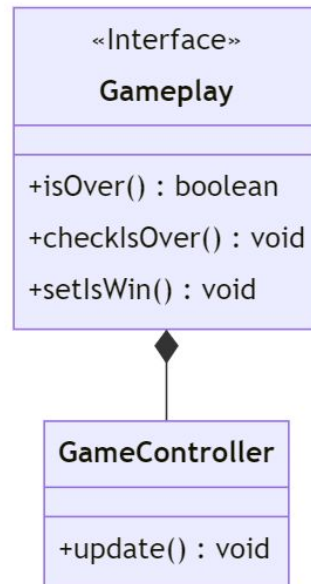 «Interface»
Gameplay
+isOver() : boolean
+checkIsOver() : void
+setIsWin() : void
GameController
+update() : void